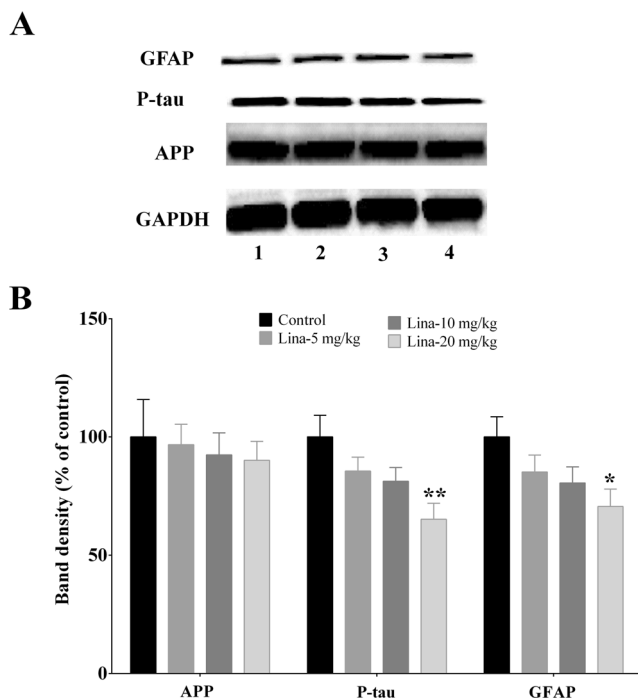 A
GFAP
P-tau
APP
GAPDH
1 2 3 4
B
Control
Lina-5 mg/kg
Lina-10 mg/kg
Lina-20 mg/kg
150
100
50
0
Band density (% of control)
**
*
APP P-tau GFAP